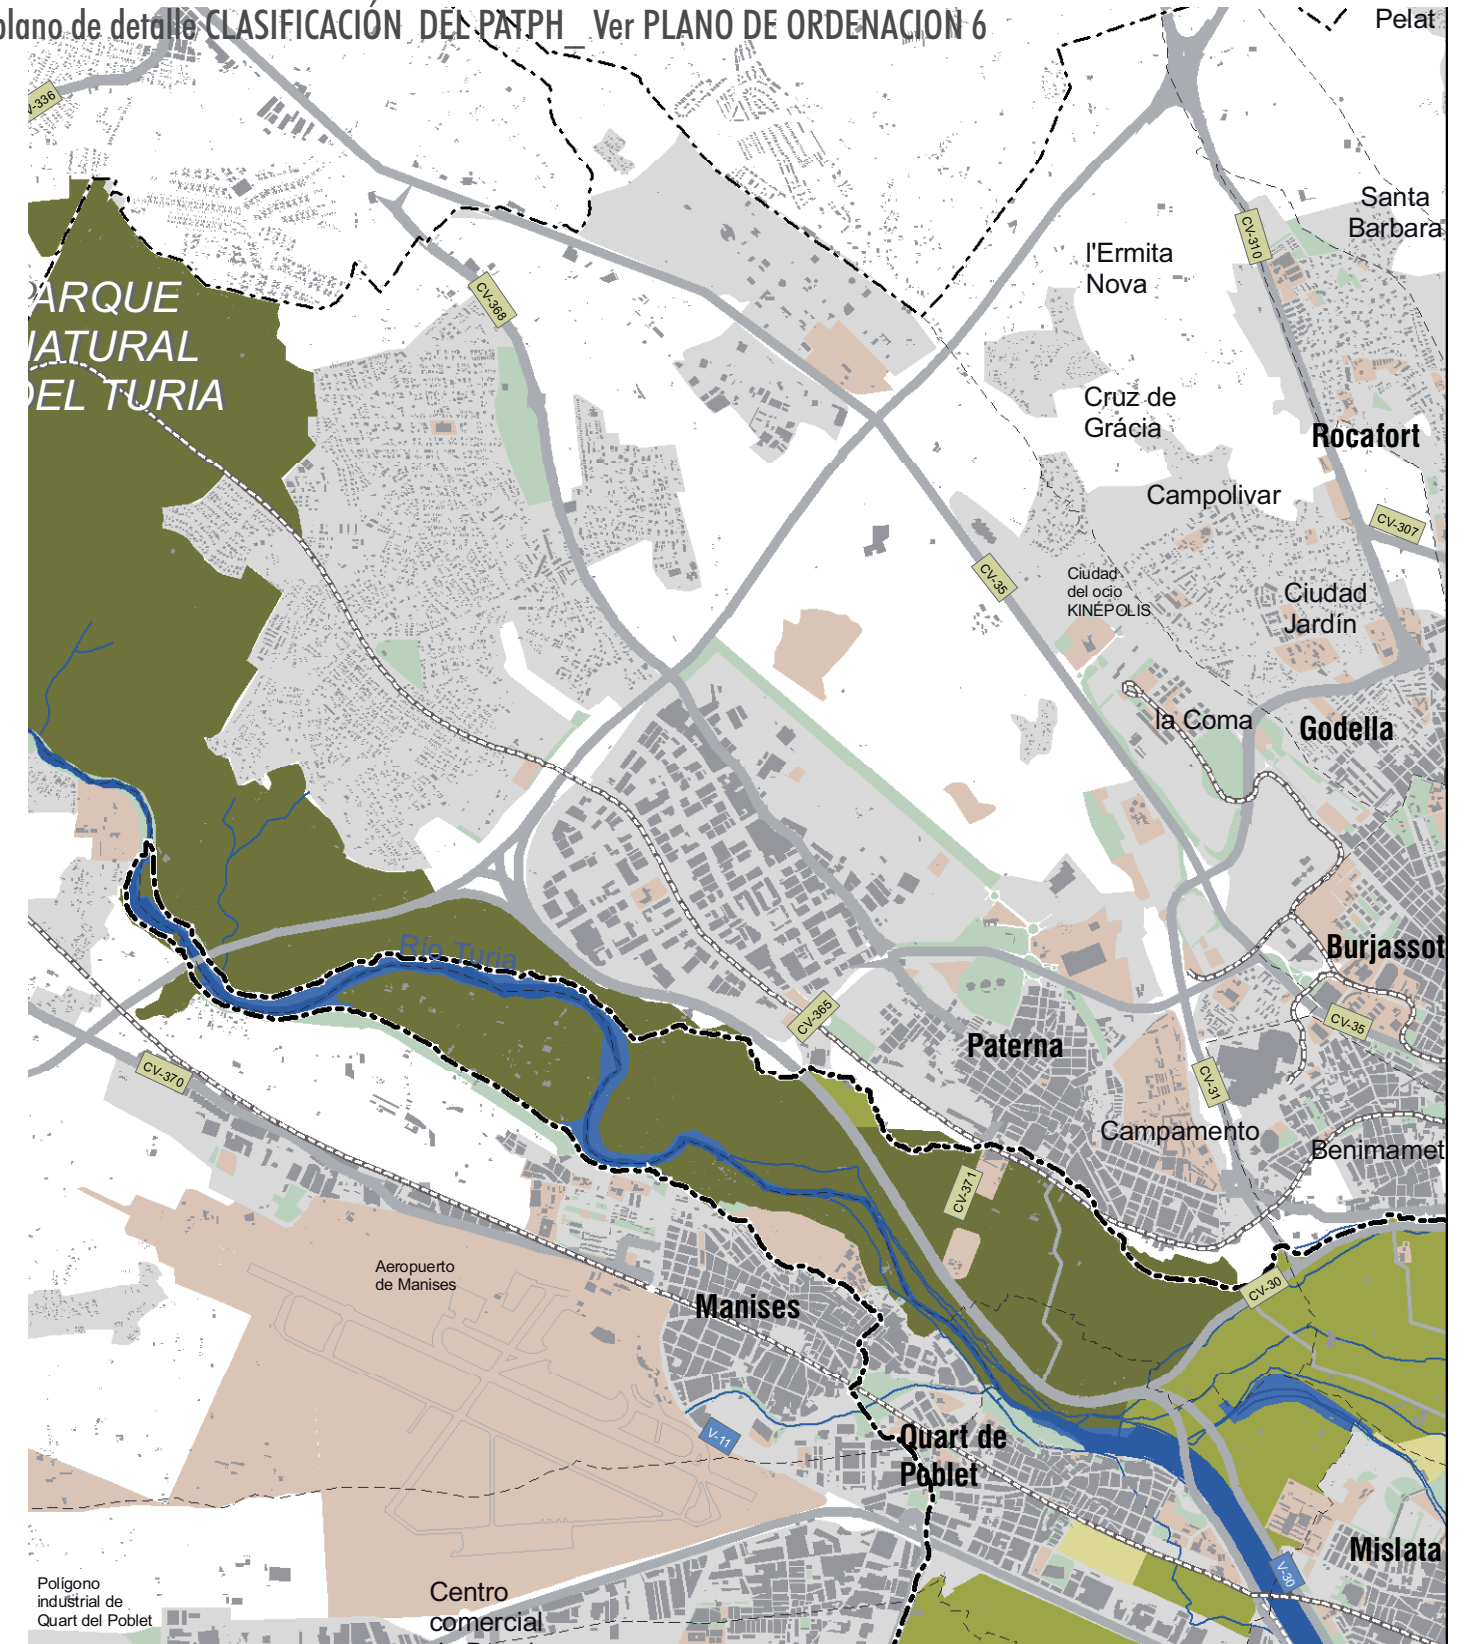 plano de detalle CLASIFICACIÓN DEL PATPH_ Ver PLANO DE ORDENACION 6
Pelat
V-336
Santa
Barbara
CV-310
l'Ermita
Nova
CV-368
PARQUE
NATURAL
DEL TURIA
Cruz de
Grácia
Rocafort
Campolivar
CV-307
CV-35
Ciudad
del ocio
KINÉPOLIS
Ciudad
Jardín
la Coma
Godella
Río Turia
Burjassot
CV-365
CV-35
Paterna
CV-370
CV-31
Campamento
Benimamet
CV-371
Aeropuerto
de Manises
CV-30
Manises
V-11
Quart de
Poblet
Mislata
V-30
Polígono
industrial de
Quart del Poblet
Centro
comercial